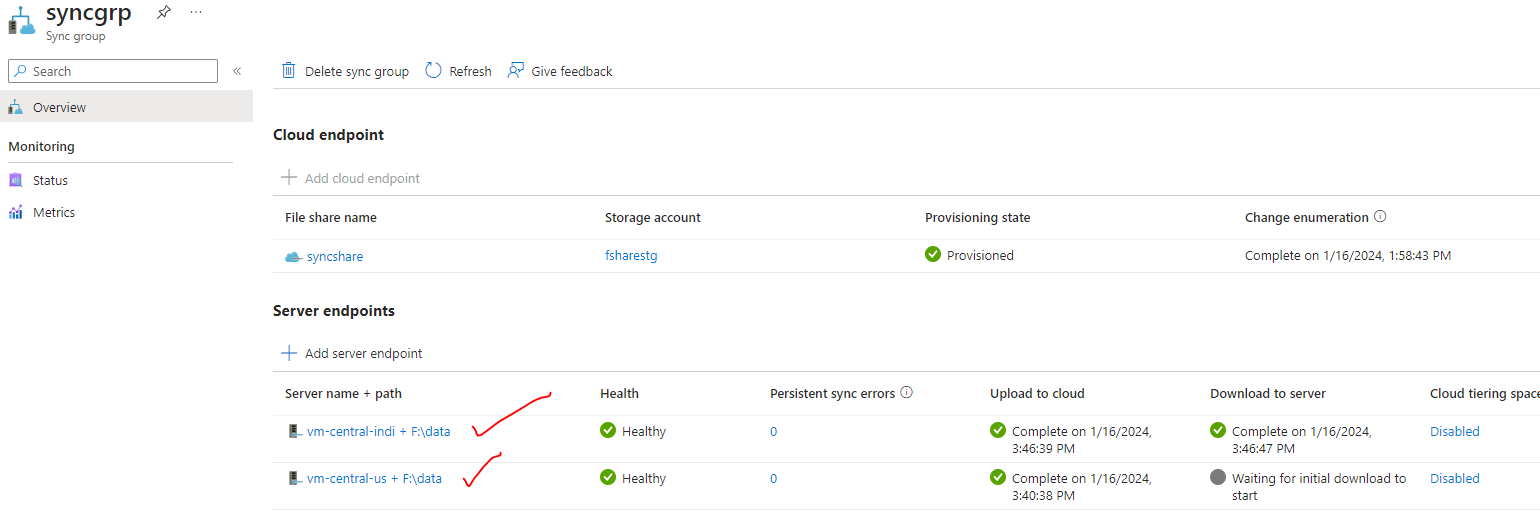 syncgrp
Sync group
Search
Overview
Monitoring
Status
Metrics
Delete sync group Refresh Give feedback
Cloud endpoint
Add cloud endpoint
File share name Storage account Provisioning state Change enumeration
syncshare fsharestg Provisioned Complete on 1/16/2024, 1:58:43 PM
Server endpoints
Add server endpoint
Server name + path Health Persistent sync errors Upload to cloud Download to server Cloud tiering space
vm-central-indi + F:\data Healthy 0 Complete on 1/16/2024, Complete on 1/16/2024, Disabled
3:46:39 PM 3:46:47 PM
vm-central-us + F:\data Healthy 0 Complete on 1/16/2024, Waiting for initial download to Disabled
3:40:38 PM start